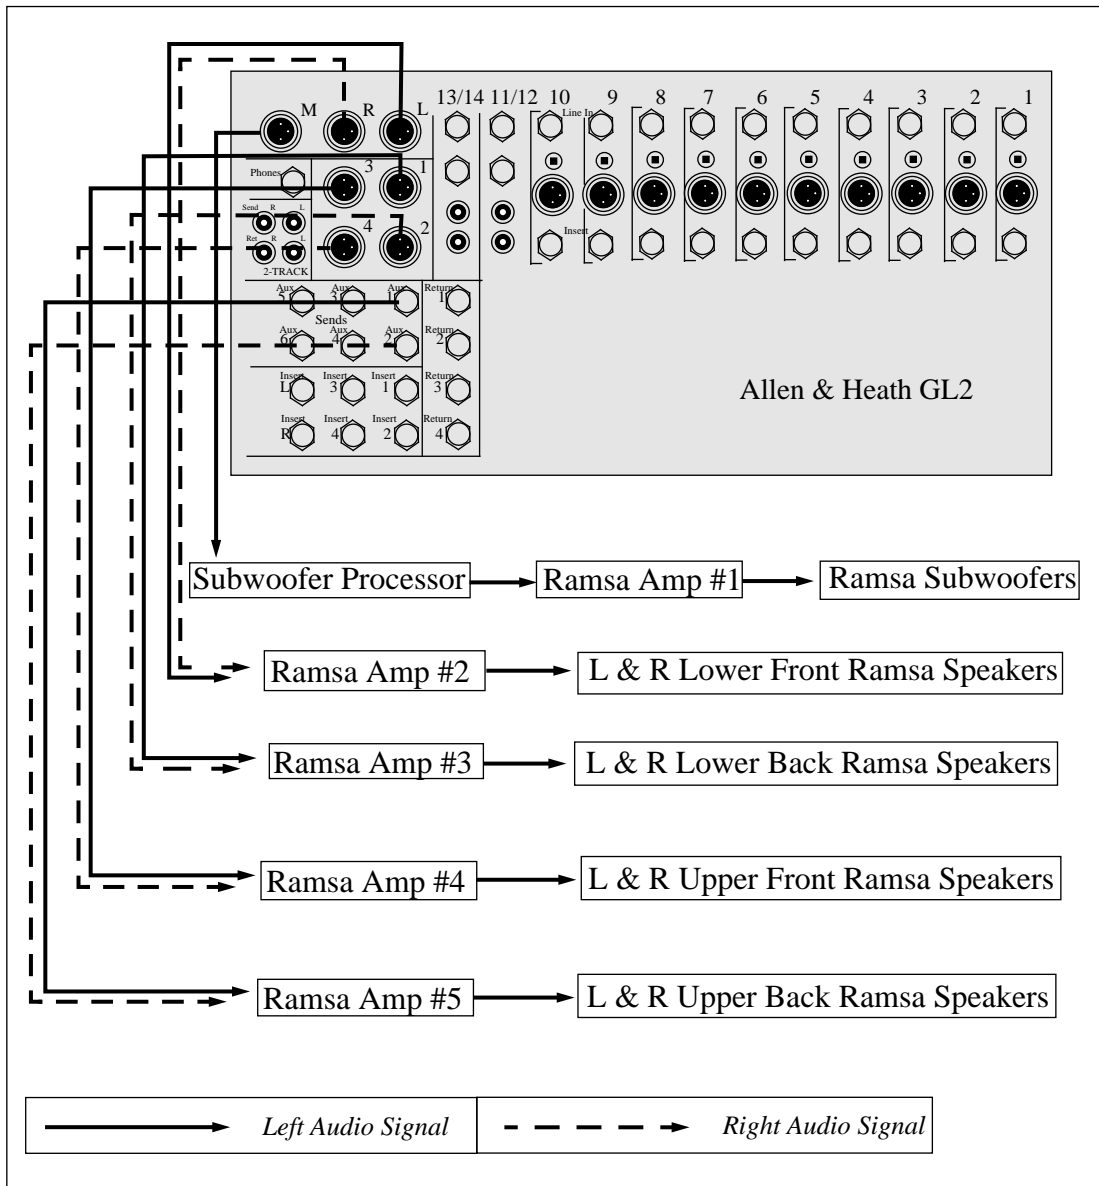 M R L 13/14 11/12 10 9 8 7 6 5 4 3 2 1
Line In
Phones 3 1
Send R L
4 2
Ret R L
2-TRACK
Insert
Aux 5 Aux 3 Aux 1 Return 1
Sends
Aux 6 Aux 4 Aux 2 Return 2
Insert L Insert 3 Insert 1 Return 3
Insert R Insert 4 Insert 2 Return 4
Allen & Heath GL2
Subwoofer Processor Ramsa Amp #1 Ramsa Subwoofers
Ramsa Amp #2 L & R Lower Front Ramsa Speakers
Ramsa Amp #3 L & R Lower Back Ramsa Speakers
Ramsa Amp #4 L & R Upper Front Ramsa Speakers
Ramsa Amp #5 L & R Upper Back Ramsa Speakers
Left Audio Signal Right Audio Signal